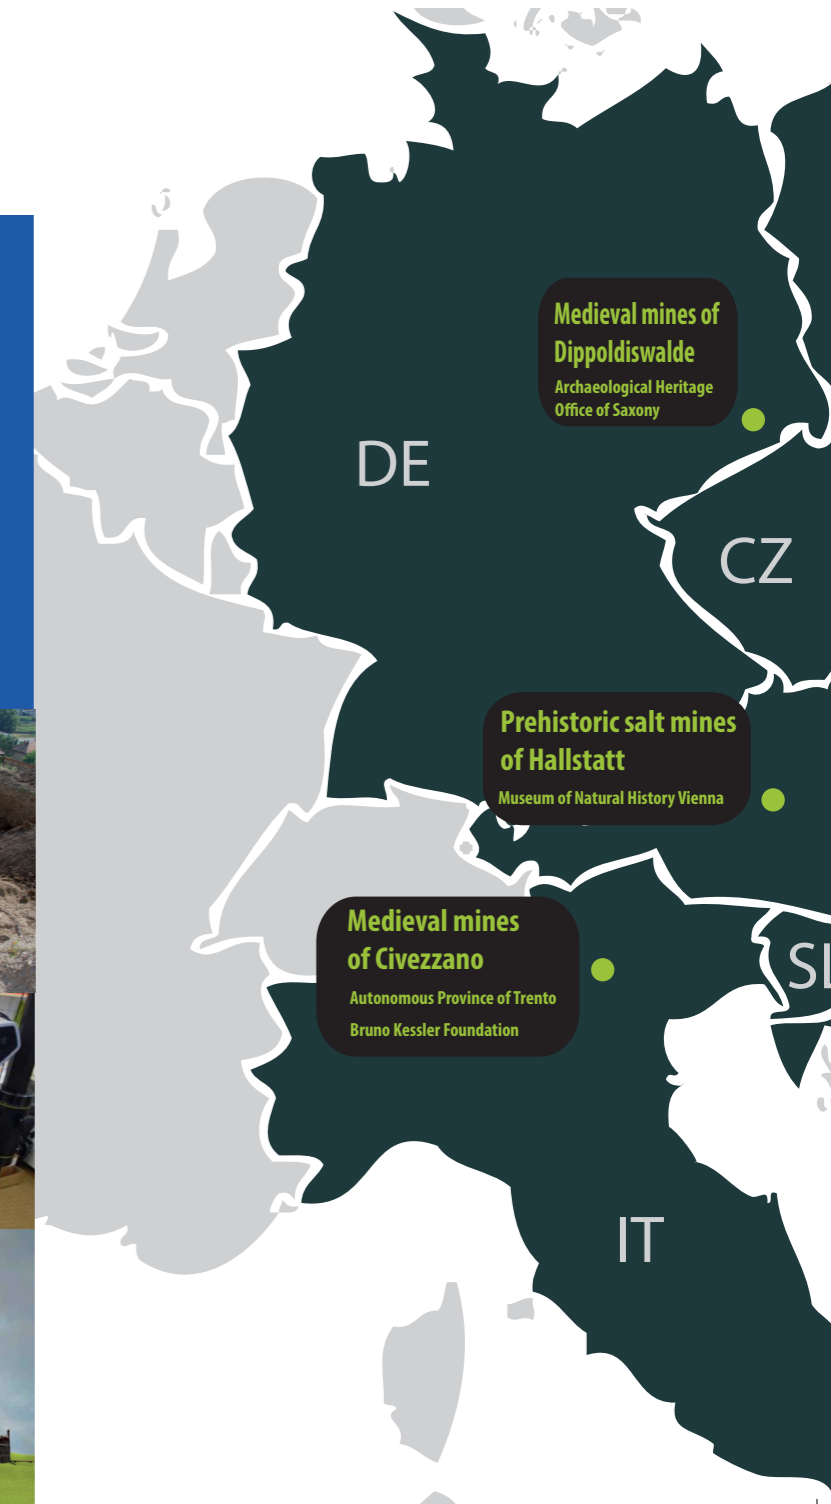 Medieval mines of
Dippoldiswalde
Archaeological Heritage
Office of Saxony
DE
CZ
Prehistoric salt mines
of Hallstatt
Museum of Natural History Vienna
Medieval mines
of Civezzano
Autonomous Province of Trento
Bruno Kessler Foundation
SL
IT